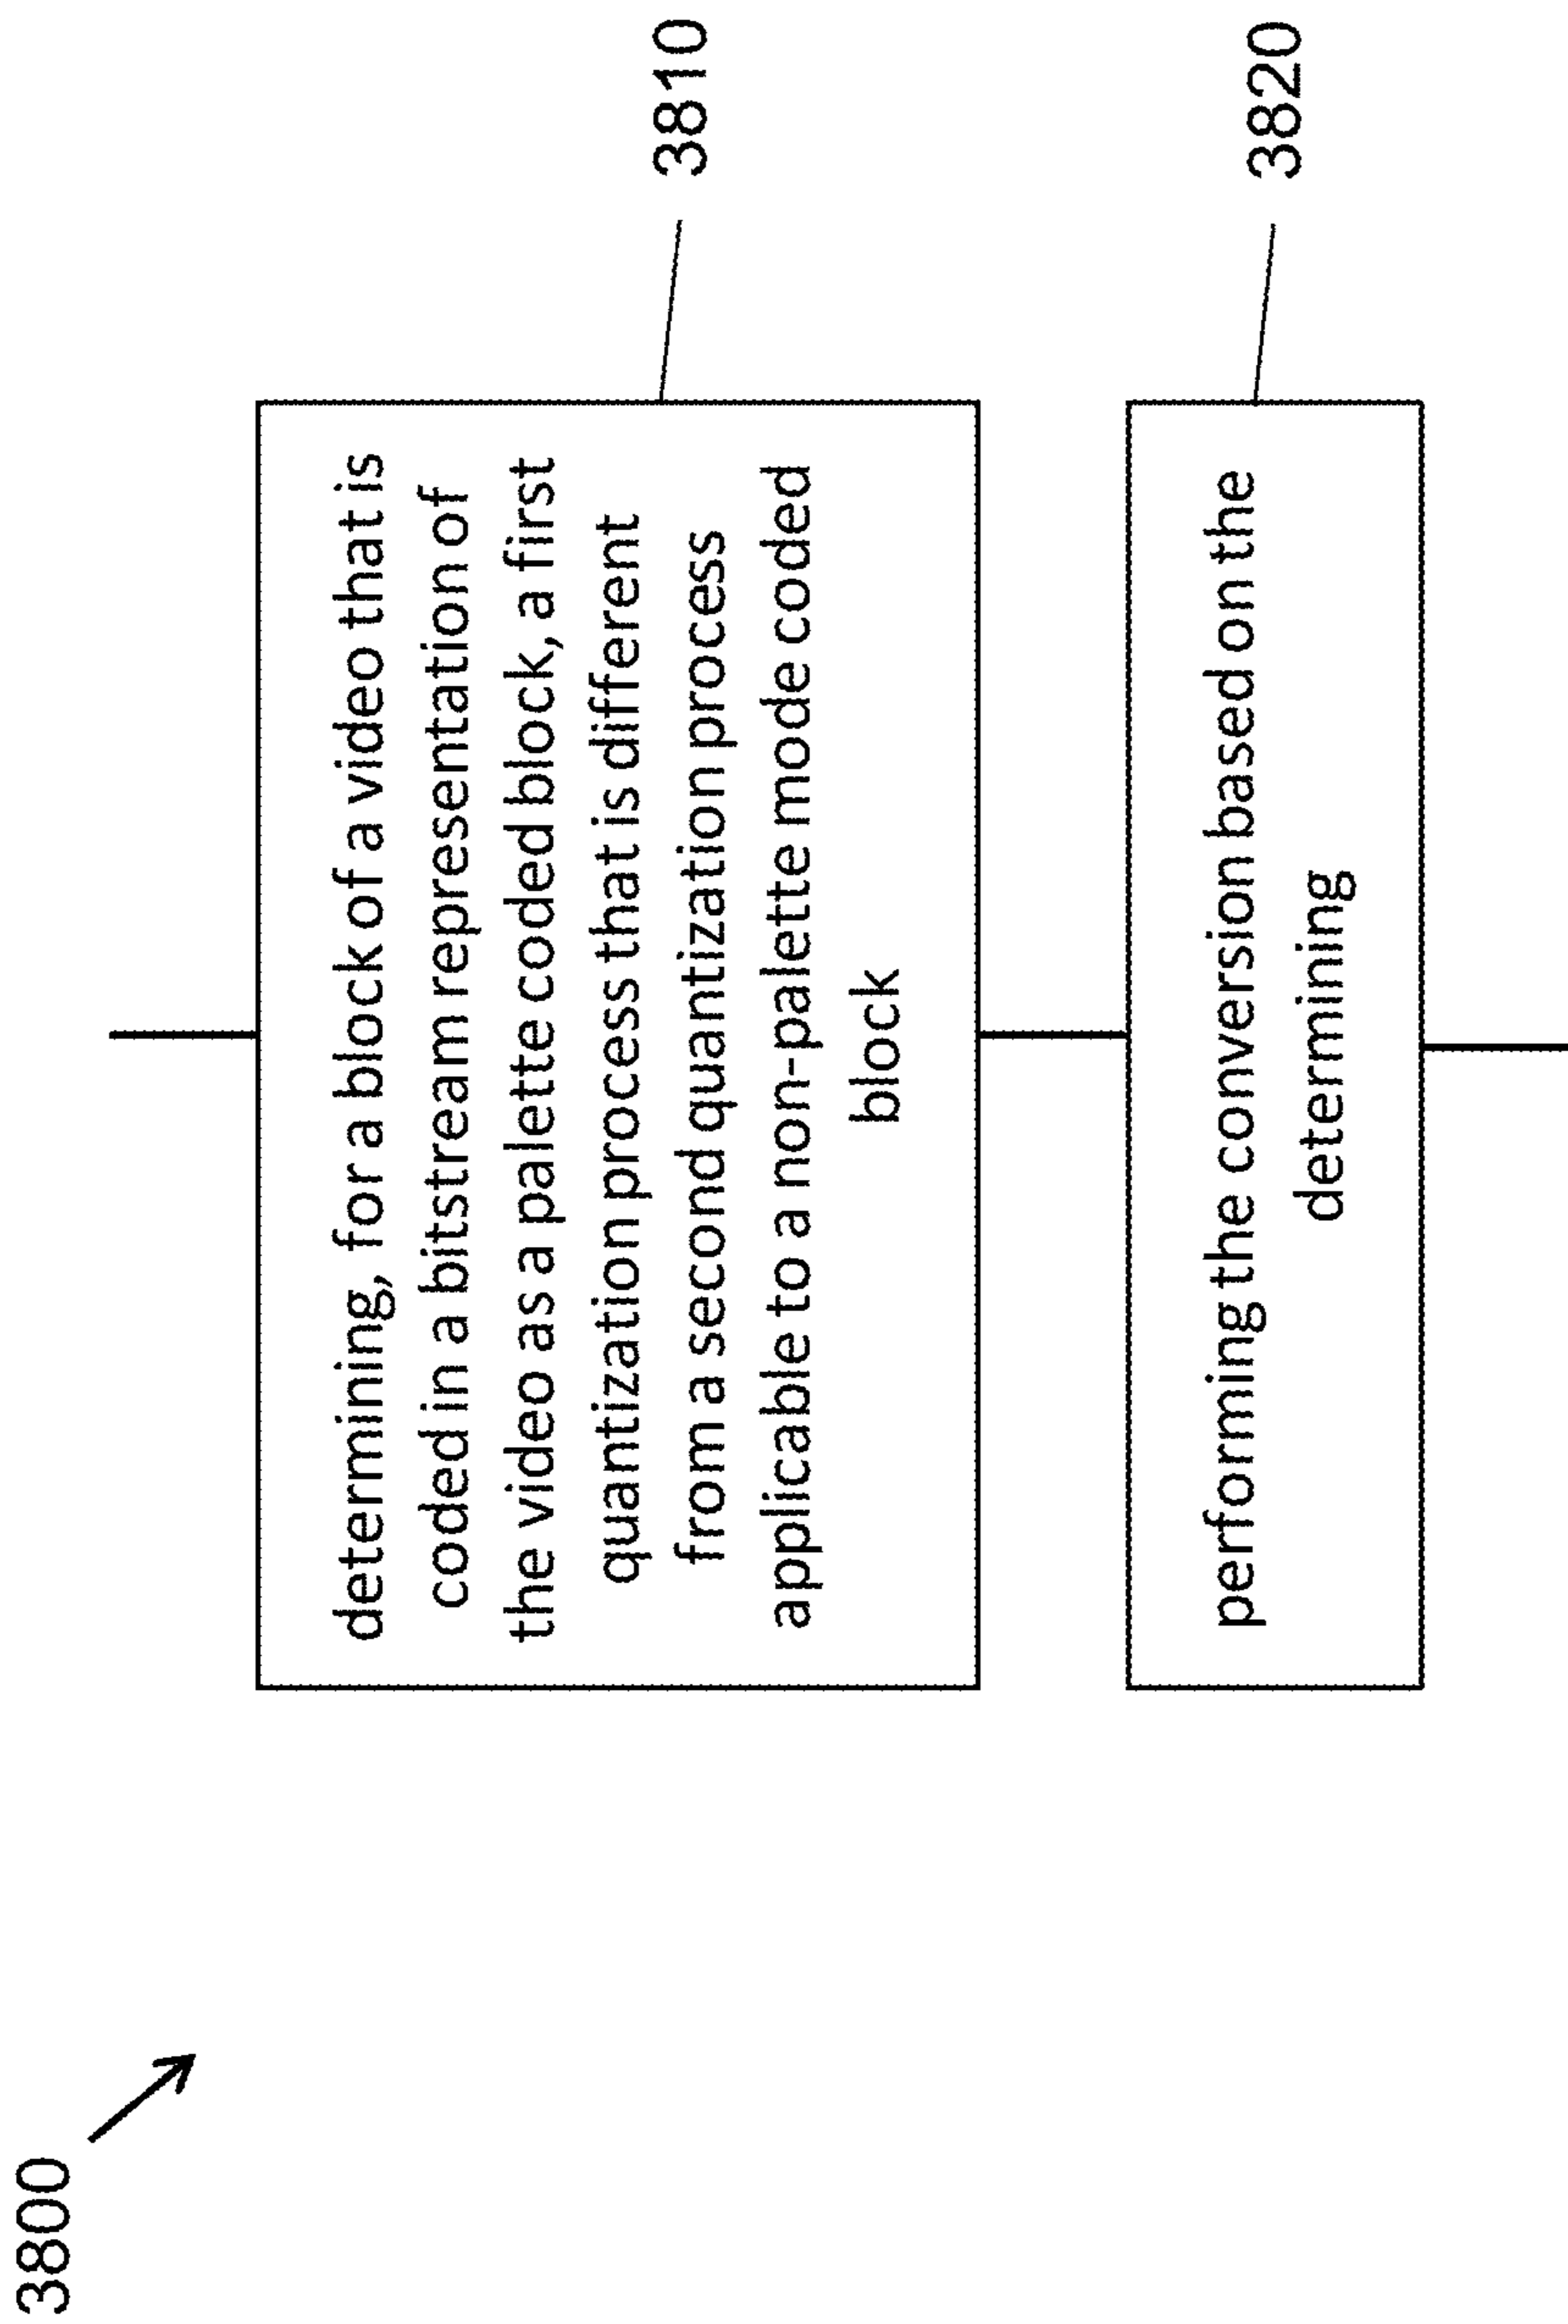 3800
determining, for a block of a video that is
coded in a bitstream representation of
the video as a palette coded block, a first
quantization process that is different
from a second quantization process
applicable to a non-palette mode coded
block
3810
performing the conversion based on the
determining
3820